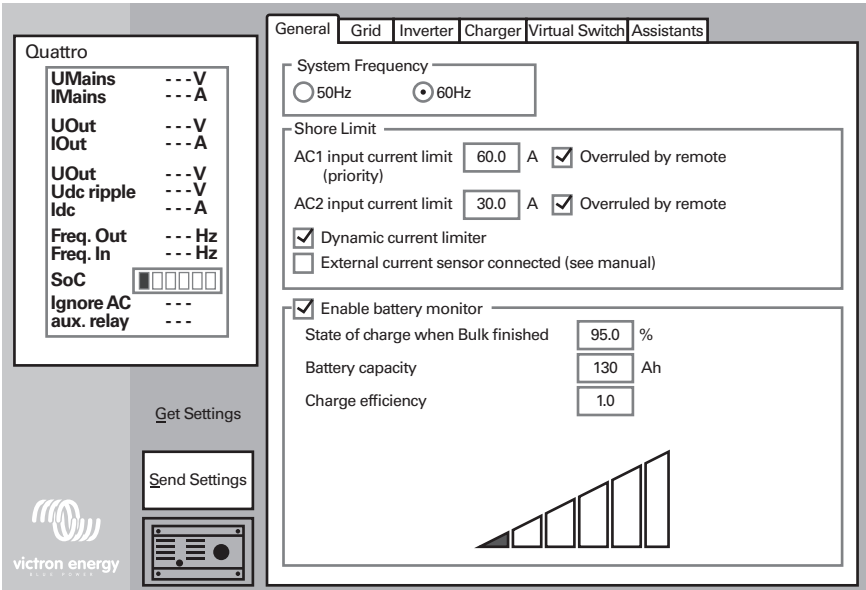 General Grid Inverter Charger Virtual Switch Assistants
Quattro
UMains ---V
IMains ---A
UOut ---V
IOut ---A
UOut ---V
Udc ripple ---V
Idc ---A
Freq. Out ---Hz
Freq. In ---Hz
SoC
Ignore AC ---
aux. relay ---
Get Settings
Send Settings
victron energy
BLUE POWER
System Frequency
50Hz 60Hz
Shore Limit
AC1 input current limit 60.0 A Overruled by remote
(priority)
AC2 input current limit 30.0 A Overruled by remote
Dynamic current limiter
External current sensor connected (see manual)
Enable battery monitor
State of charge when Bulk finished 95.0 %
Battery capacity 130 Ah
Charge efficiency 1.0